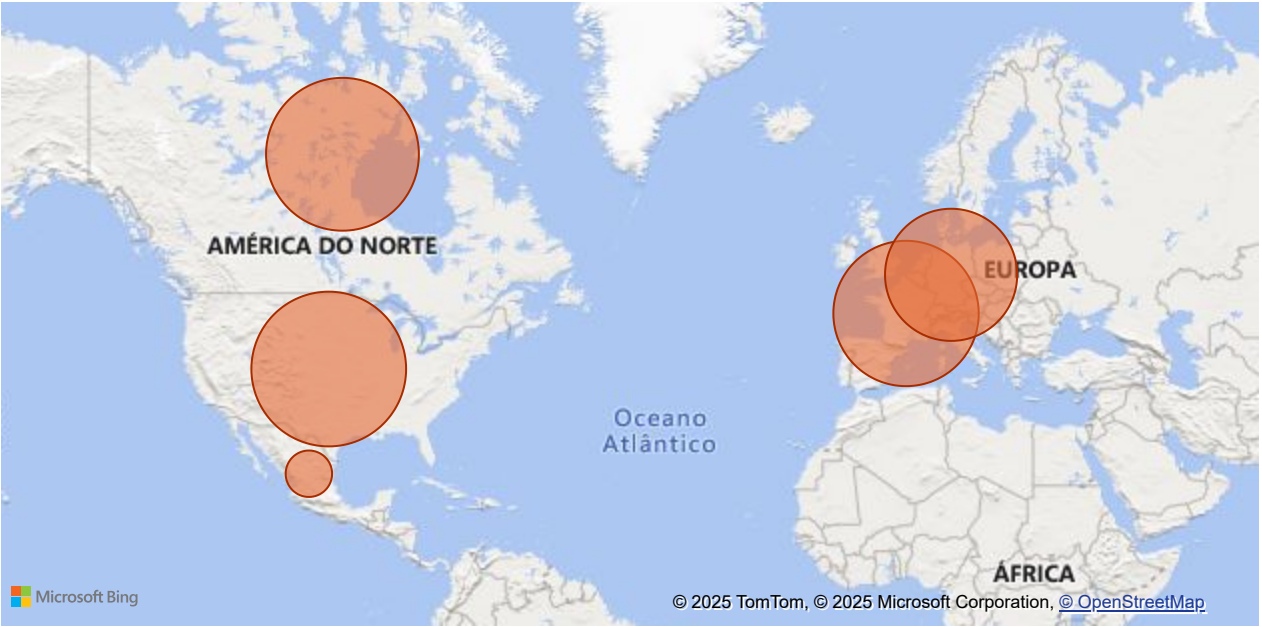 AMÉRICA DO NORTE
EUROPA
Oceano
Atlântico
ÁFRICA
Microsoft Bing
© 2025 TomTom, © 2025 Microsoft Corporation, © OpenStreetMap